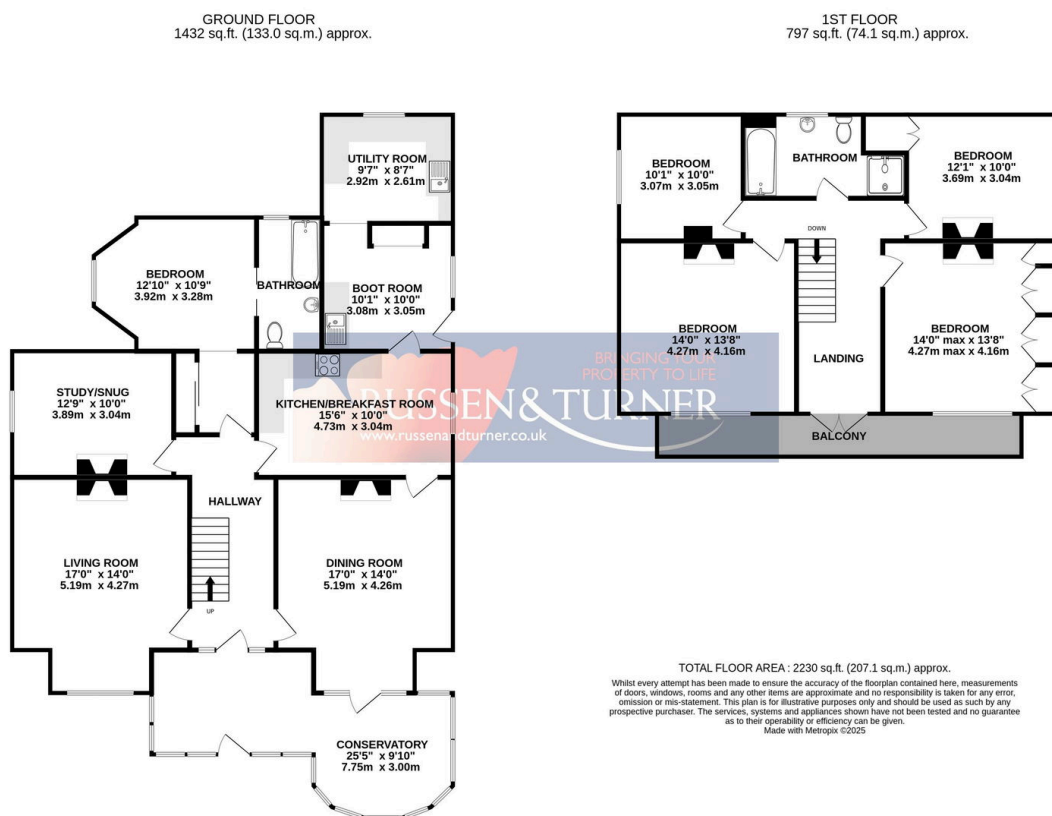 GROUND FLOOR
1432 sq.ft. (133.0 sq.m.) approx.
1ST FLOOR
797 sq.ft. (74.1 sq.m.) approx.
UTILITY ROOM
9'7" x 8'7"
2.92m x 2.61m
BEDROOM
12'10" x 10'9"
3.92m x 3.28m
BATHROOM
BOOT ROOM
10'1" x 10'0"
3.08m x 3.05m
STUDY/SNUG
12'9" x 10'0"
3.89m x 3.04m
KITCHEN/BREAKFAST ROOM
15'6" x 10'0"
4.73m x 3.04m
HALLWAY
LIVING ROOM
17'0" x 14'0"
5.19m x 4.27m
UP
DINING ROOM
17'0" x 14'0"
5.19m x 4.26m
CONSERVATORY
25'5" x 9'10"
7.75m x 3.00m
BEDROOM
10'1" x 10'0"
3.07m x 3.05m
BATHROOM
BEDROOM
12'1" x 10'0"
3.69m x 3.04m
DOWN
BEDROOM
14'0" x 13'8"
4.27m x 4.16m
LANDING
BEDROOM
14'0" max x 13'8"
4.27m max x 4.16m
BALCONY
BRINGING YOUR
PROPERTY TO LIFE
RUSSEN & TURNER
www.russenandturner.co.uk
TOTAL FLOOR AREA : 2230 sq.ft. (207.1 sq.m.) approx.
Whilst every attempt has been made to ensure the accuracy of the floorplan contained here, measurements
of doors, windows, rooms and any other items are approximate and no responsibility is taken for any error,
omission or mis-statement. This plan is for illustrative purposes only and should be used as such by any
prospective purchaser. The services, systems and appliances shown have not been tested and no guarantee
as to their operability or efficiency can be given.
Made with Metropix ©2025